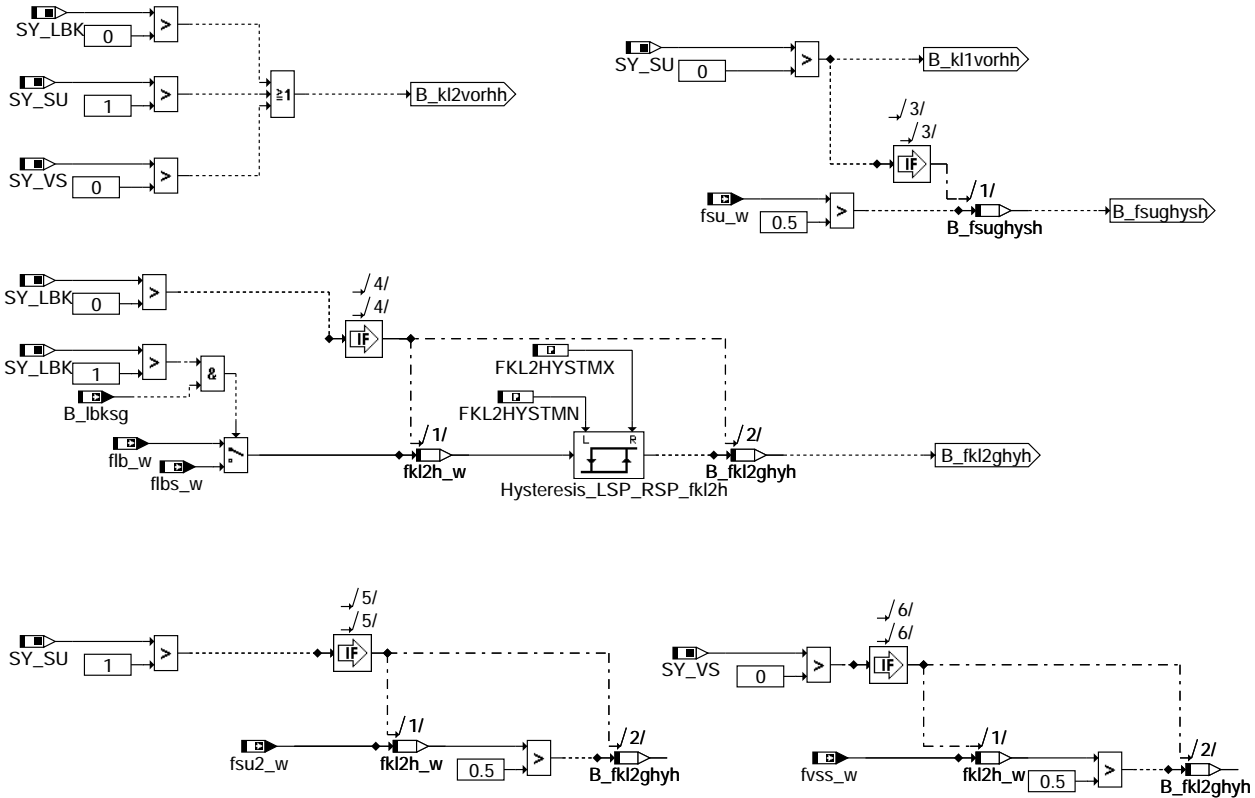 SY_LBK
>
0
SY_SU
>
1
SY_VS
>
0
≥1
B_kl2vorhh
SY_SU
>
0
B_kl1vorhh
3/
3/
IF
1/
fsu_w
>
0.5
B_fsughysh
B_fsughysh
SY_LBK
>
0
4/
4/
IF
SY_LBK
>
1
&
B_lbksg
flb_w
flbs_w
FKL2HYSTMX
FKL2HYSTMN
1/
fkl2h_w
L R
Hysteresis_LSP_RSP_fkl2h
2/
B_fkl2ghyh
B_fkl2ghyh
5/
5/
SY_SU
>
1
IF
1/
fsu2_w
fkl2h_w
>
0.5
2/
B_fkl2ghyh
6/
6/
SY_VS
>
0
IF
1/
fvss_w
fkl2h_w
>
0.5
2/
B_fkl2ghyh